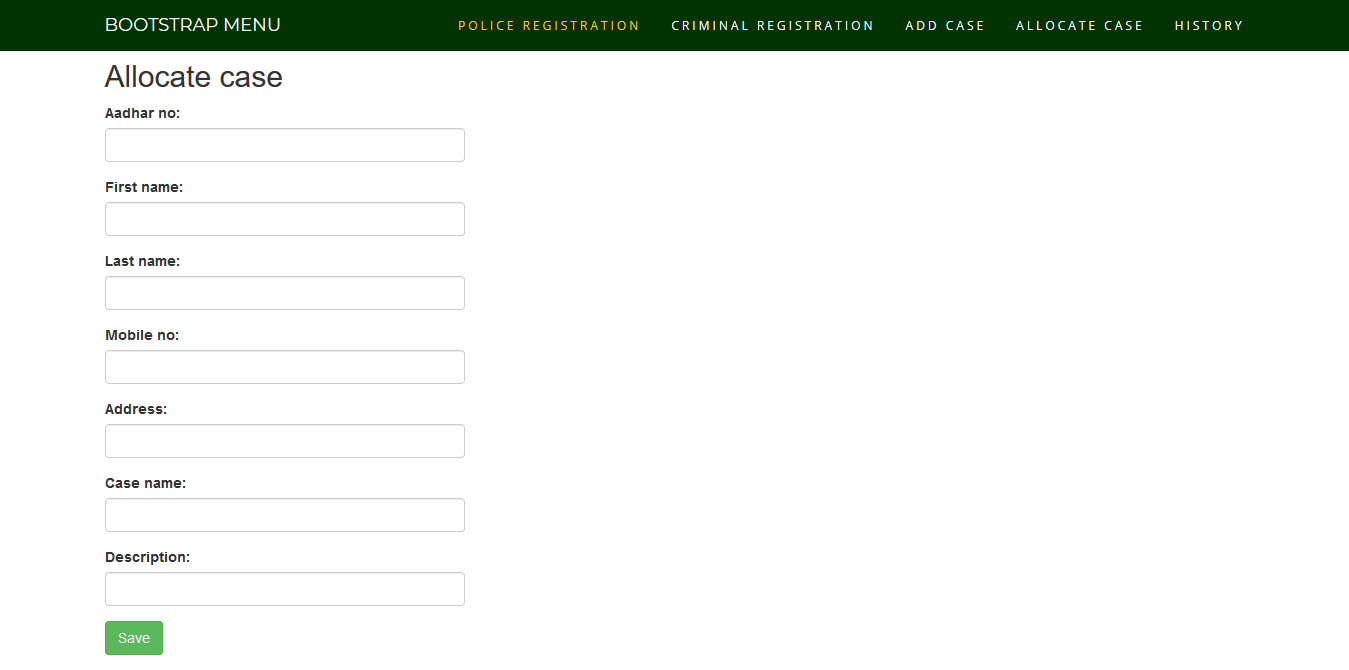 BOOTSTRAP MENU POLICE REGISTRATION CRIMINAL REGISTRATION ADD CASE ALLOCATE CASE HISTORY
Allocate case
Aadhar no:
First name:
Last name:
Mobile no:
Address:
Case name:
Description:
Save